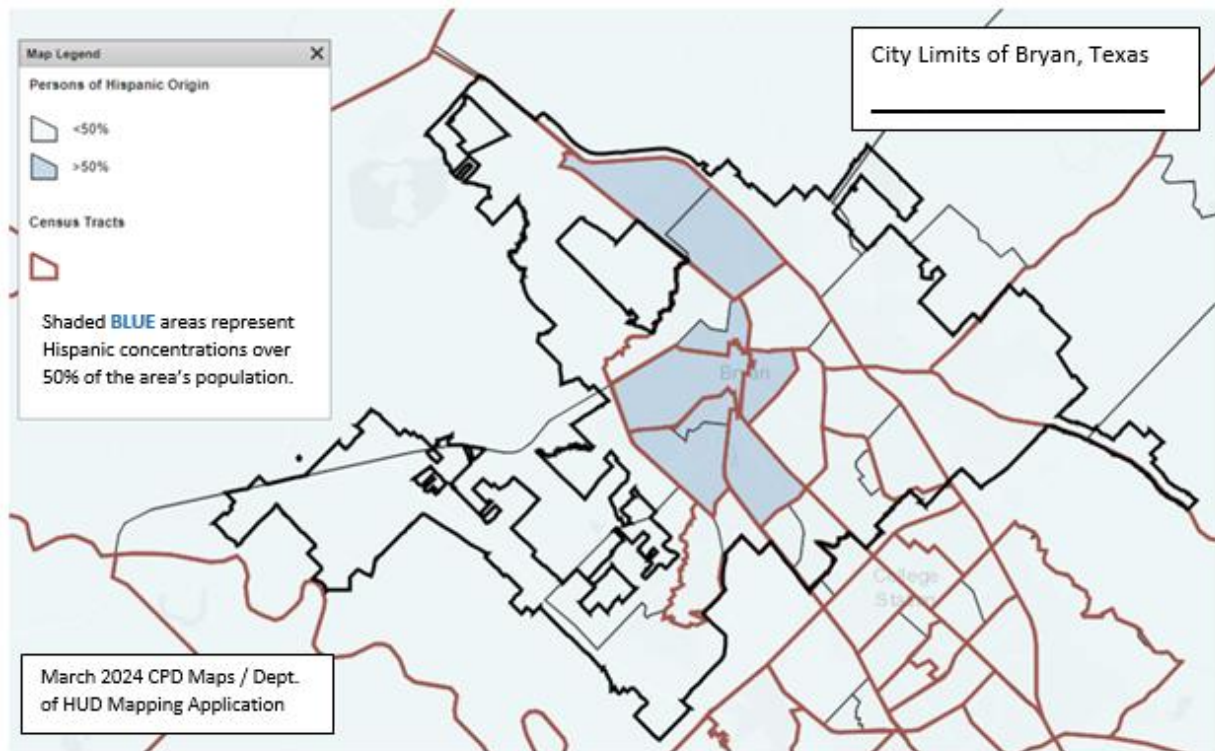 Map Legend X
Persons of Hispanic Origin
<50%
>50%
Census Tracts
Shaded BLUE areas represent
Hispanic concentrations over
50% of the area's population.
City Limits of Bryan, Texas
Bryan
College
Station
March 2024 CPD Maps / Dept.
of HUD Mapping Application